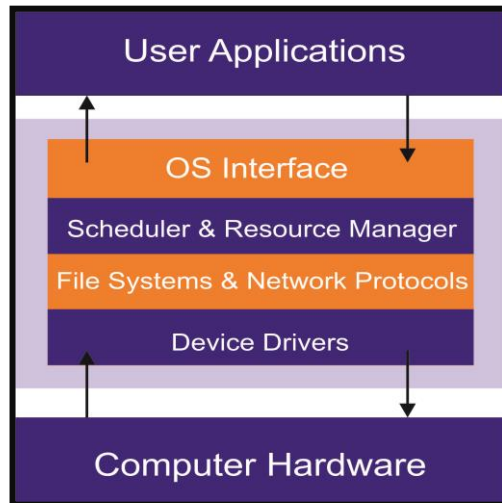 User Applications
OS Interface
Scheduler & Resource Manager
File Systems & Network Protocols
Device Drivers
Computer Hardware